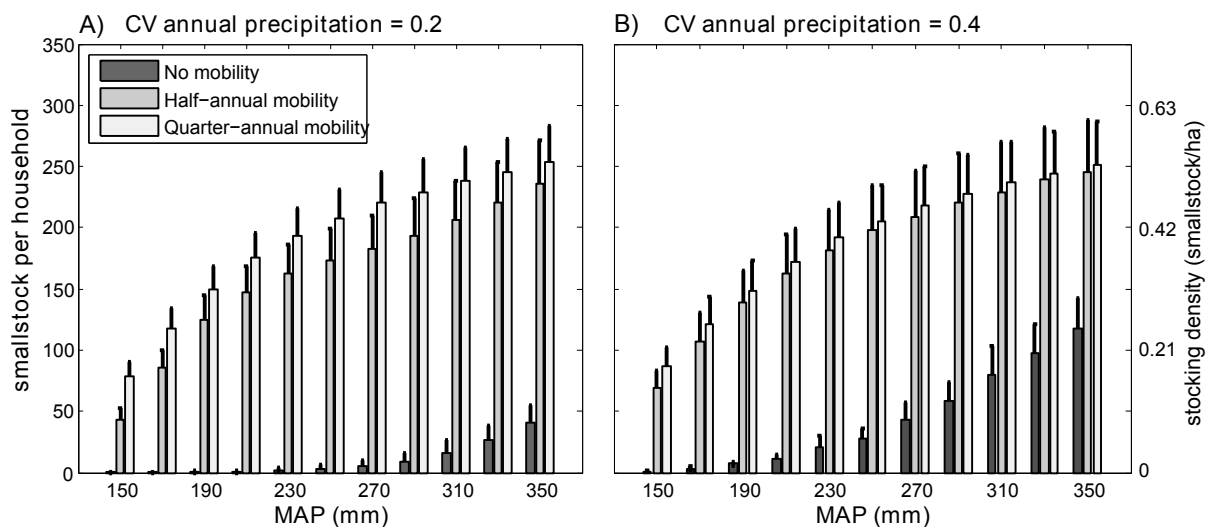 A) CV annual precipitation = 0.2
B) CV annual precipitation = 0.4
No mobility
Half−annual mobility
Quarter−annual mobility
smallstock per household
350
300
250
200
150
100
50
0
150 190 230 270 310 350
MAP (mm)
150 190 230 270 310 350
MAP (mm)
0.63
0.42
0.21
0
stocking density (smallstock/ha)